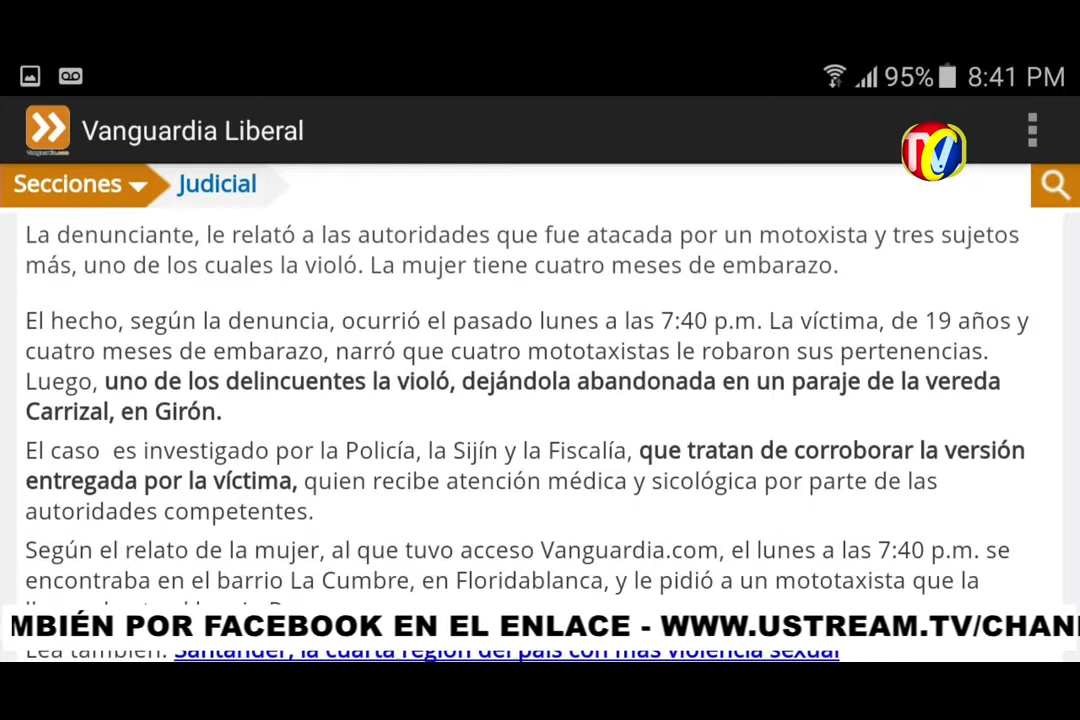 95% 8:41 PM
Vanguardia Liberal
TCV
Secciones
Judicial
La denunciante, le relató a las autoridades que fue atacada por un motoxista y tres sujetos
más, uno de los cuales la violó. La mujer tiene cuatro meses de embarazo.
El hecho, según la denuncia, ocurrió el pasado lunes a las 7:40 p.m. La víctima, de 19 años y
cuatro meses de embarazo, narró que cuatro mototaxistas le robaron sus pertenencias.
Luego, uno de los delincuentes la violó, dejándola abandonada en un paraje de la vereda
Carrizal, en Girón.
El caso es investigado por la Policía, la Sijín y la Fiscalía, que tratan de corroborar la versión
entregada por la víctima, quien recibe atención médica y sicológica por parte de las
autoridades competentes.
Según el relato de la mujer, al que tuvo acceso Vanguardia.com, el lunes a las 7:40 p.m. se
encontraba en el barrio La Cumbre, en Floridablanca, y le pidió a un mototaxista que la
MBIÉN POR FACEBOOK EN EL ENLACE - WWW.USTREAM.TV/CHAN
Lea también: Santander, la cuarta región del país con más violencia sexual